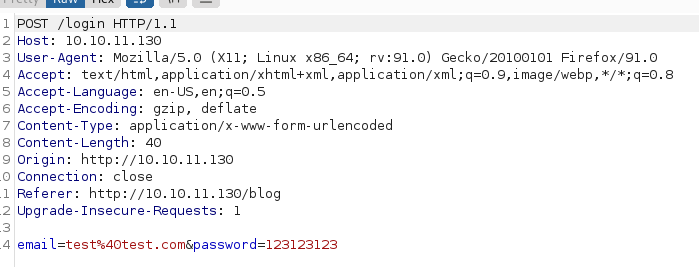 Pretty Raw Hex \n
1 POST /login HTTP/1.1
2 Host: 10.10.11.130
3 User-Agent: Mozilla/5.0 (X11; Linux x86_64; rv:91.0) Gecko/20100101 Firefox/91.0
4 Accept: text/html,application/xhtml+xml,application/xml;q=0.9,image/webp,*/*;q=0.8
5 Accept-Language: en-US,en;q=0.5
6 Accept-Encoding: gzip, deflate
7 Content-Type: application/x-www-form-urlencoded
8 Content-Length: 40
9 Origin: http://10.10.11.130
0 Connection: close
1 Referer: http://10.10.11.130/blog
2 Upgrade-Insecure-Requests: 1
3
4 email=test%40test.com&password=123123123